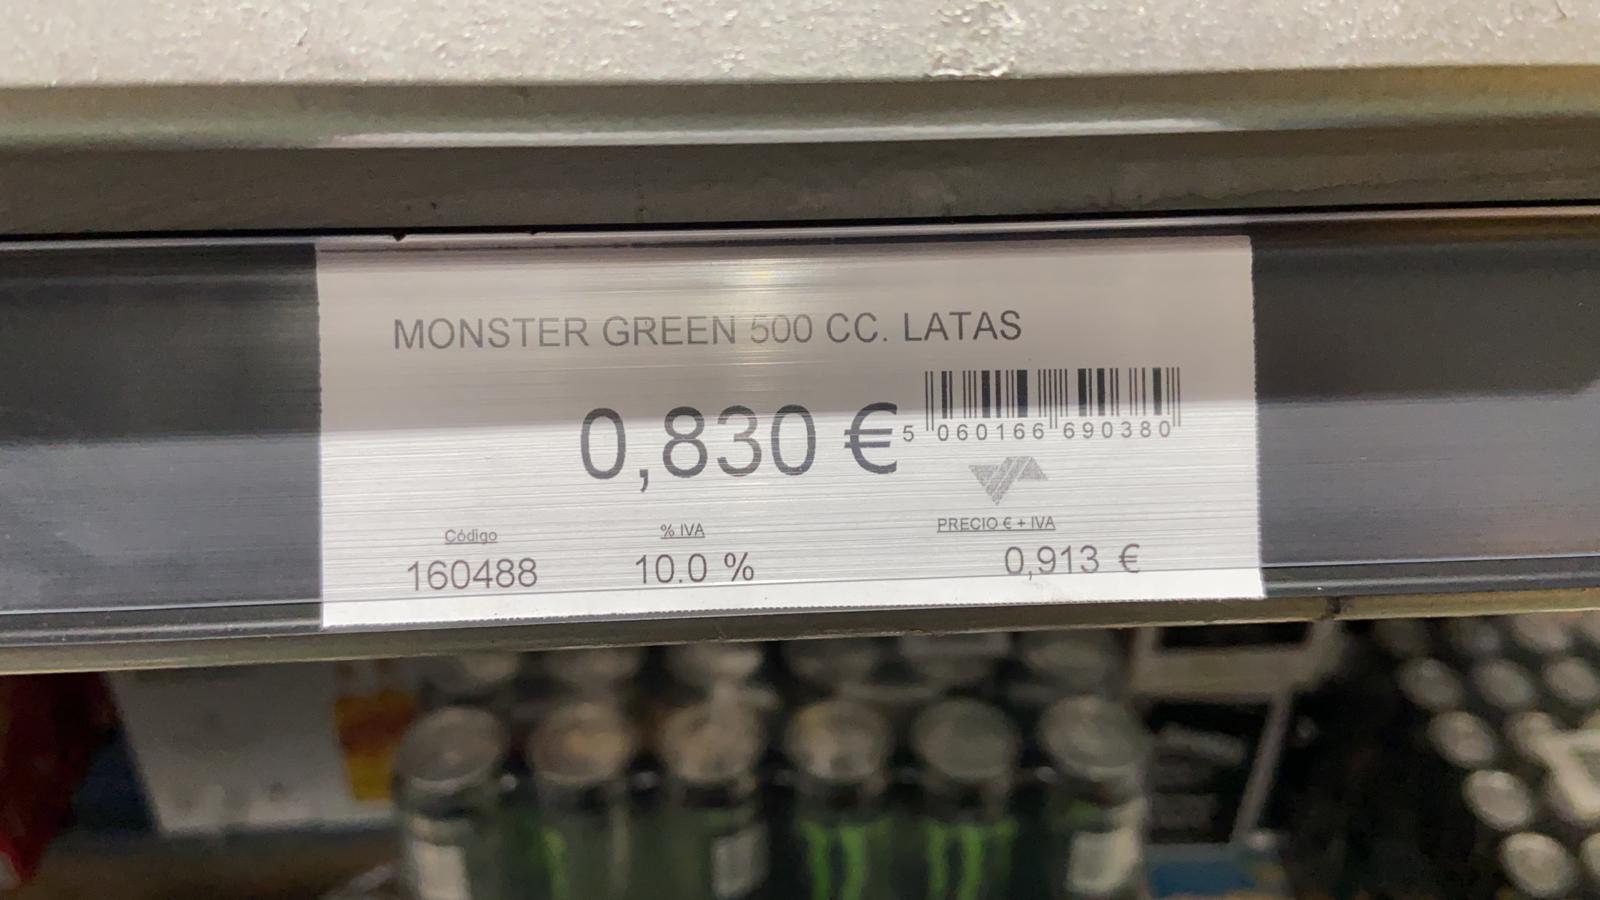 MONSTER GREEN 500 CC. LATAS
0,830 €
5 060166 690380
Código
% IVA
PRECIO € + IVA
160488
10.0 %
0,913 €